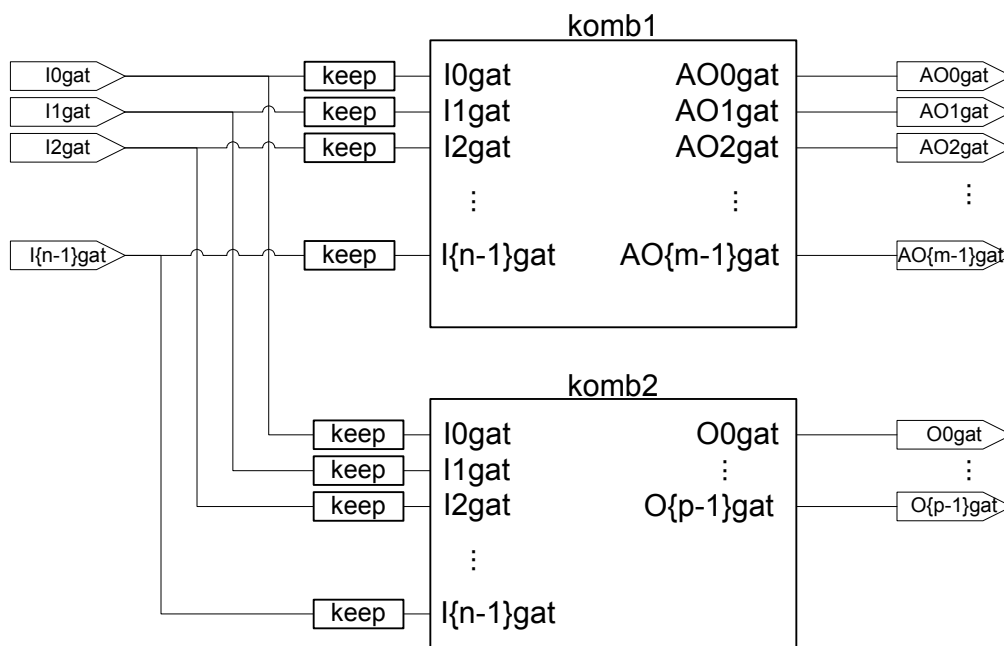 komb1
I0gat keep I0gat AO0gat AO0gat
I1gat keep I1gat AO1gat AO1gat
I2gat keep I2gat AO2gat AO2gat
⋮ ⋮ ⋮
I{n-1}gat keep I{n-1}gat AO{m-1}gat AO{m-1}gat
komb2
keep I0gat O0gat O0gat
keep I1gat ⋮ ⋮
keep I2gat O{p-1}gat O{p-1}gat
⋮
keep I{n-1}gat